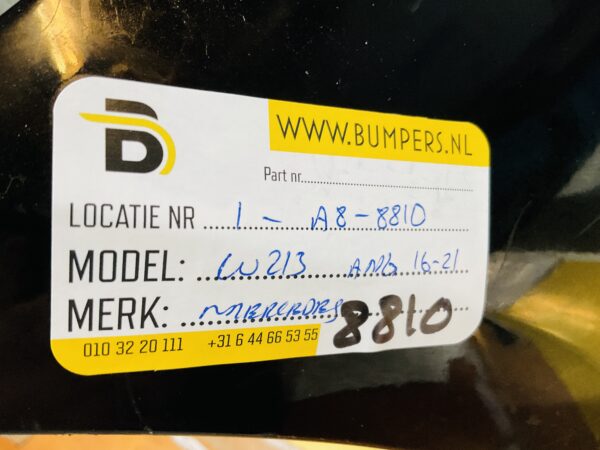 B
WWW.BUMPERS.NL
Part nr
LOCATIE NR 1 - A8-8810
MODEL: W213 AMG 16-21
MERK: MERCEDES
8810
010 32 20 111 +31 6 44 66 53 55